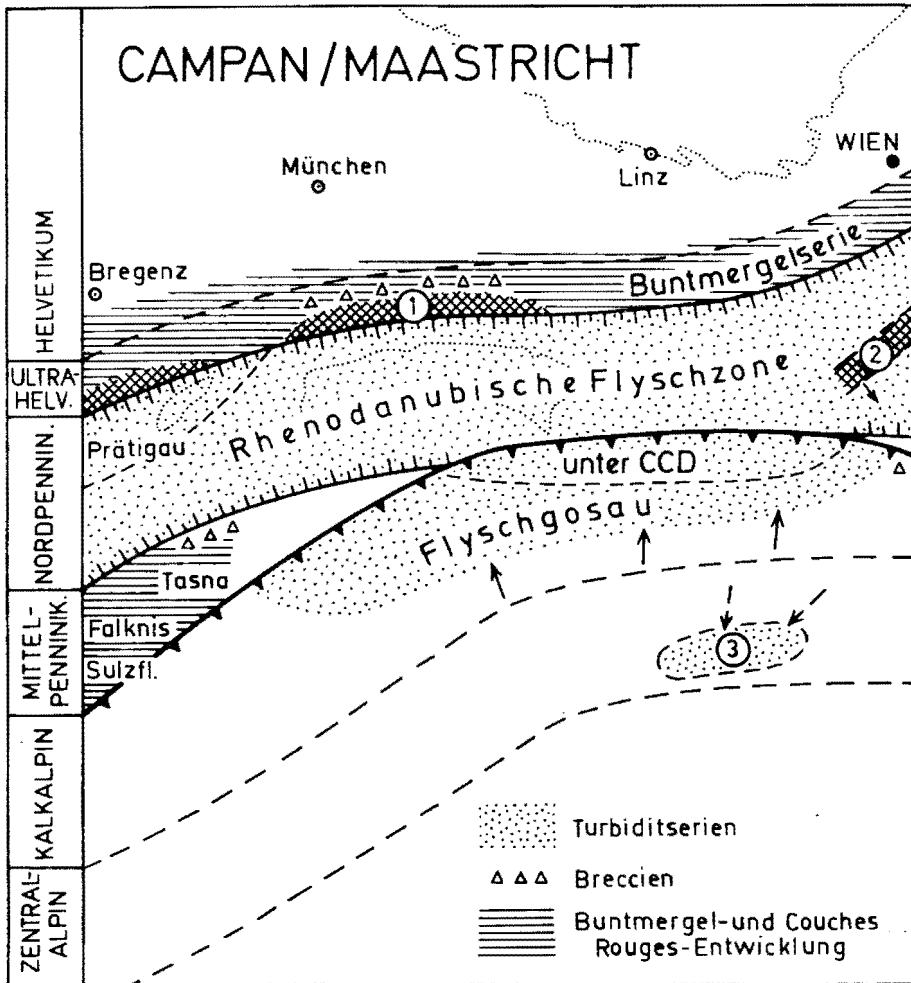 CAMPAN/MAASTRICHT
München
Linz
WIEN
Bregenz
Buntmergelserie
1
2
Rhenodanubische Flyschzone
Prätigau
unter CCD
Flyschgosau
Tasna
Falknis
Sulzfl.
3
HELVETIKUM
ULTRA-
HELV.
NORDPENNIN.
MITTEL-
PENNINIK.
KALKALPIN
ZENTRAL-
ALPIN
Turbiditserien
Breccien
Buntmergel-und Couches
Rouges-Entwicklung